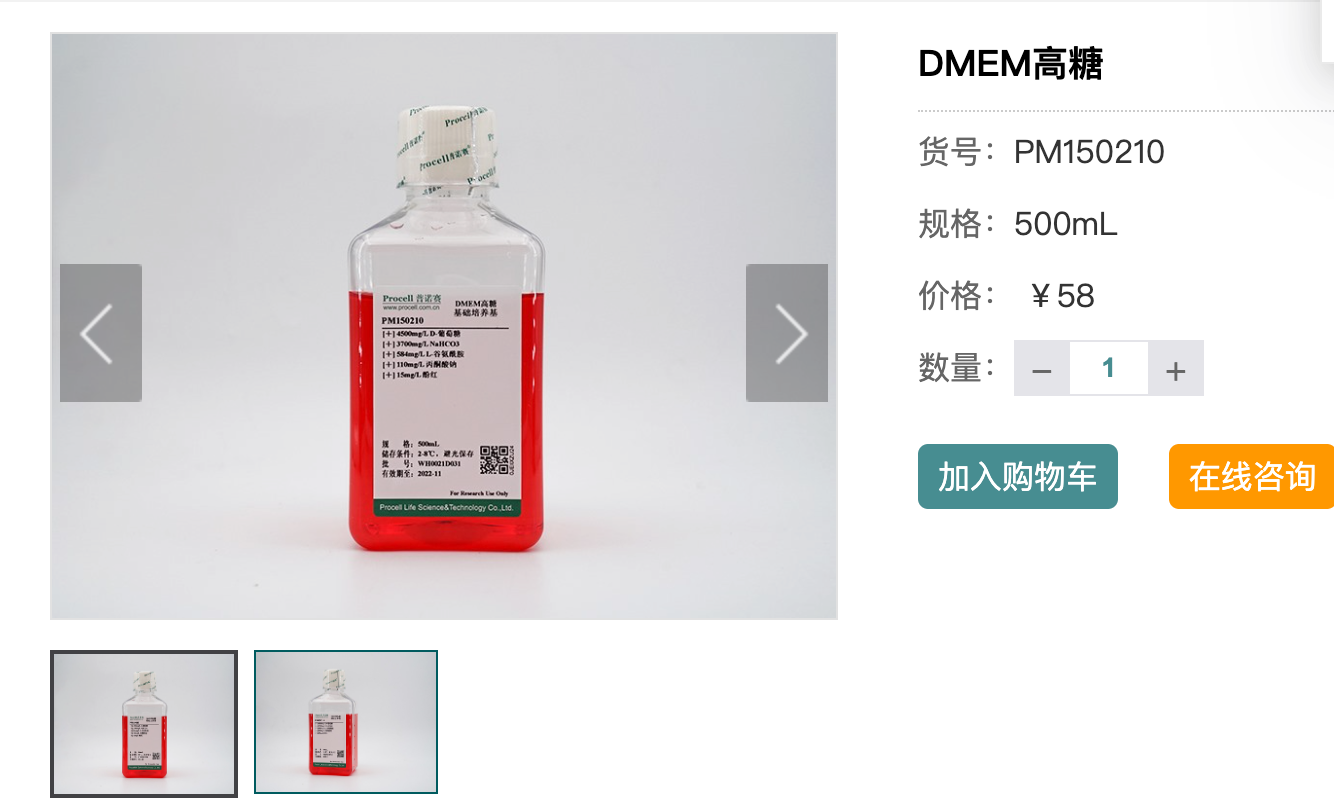 DMEM高糖
货号：PM150210
规格：500mL
价格：￥58
数量：− 1 +
加入购物车 在线咨询
Procell 普诺赛
Procell 普诺赛
www.procell.com.cn
DMEM高糖
基础培养基
PM150210
[+] 4500mg/L D-葡萄糖
[+] 3700mg/L NaHCO3
[+] 584mg/L L-谷氨酰胺
[+] 110mg/L 丙酮酸钠
[+] 15mg/L 酚红
规 格：500mL
储存条件：2-8℃，避光保存
批 号：WH0021D031
有效期至：2022-11
For Research Use Only
Procell Life Science&Technology Co.,Ltd.